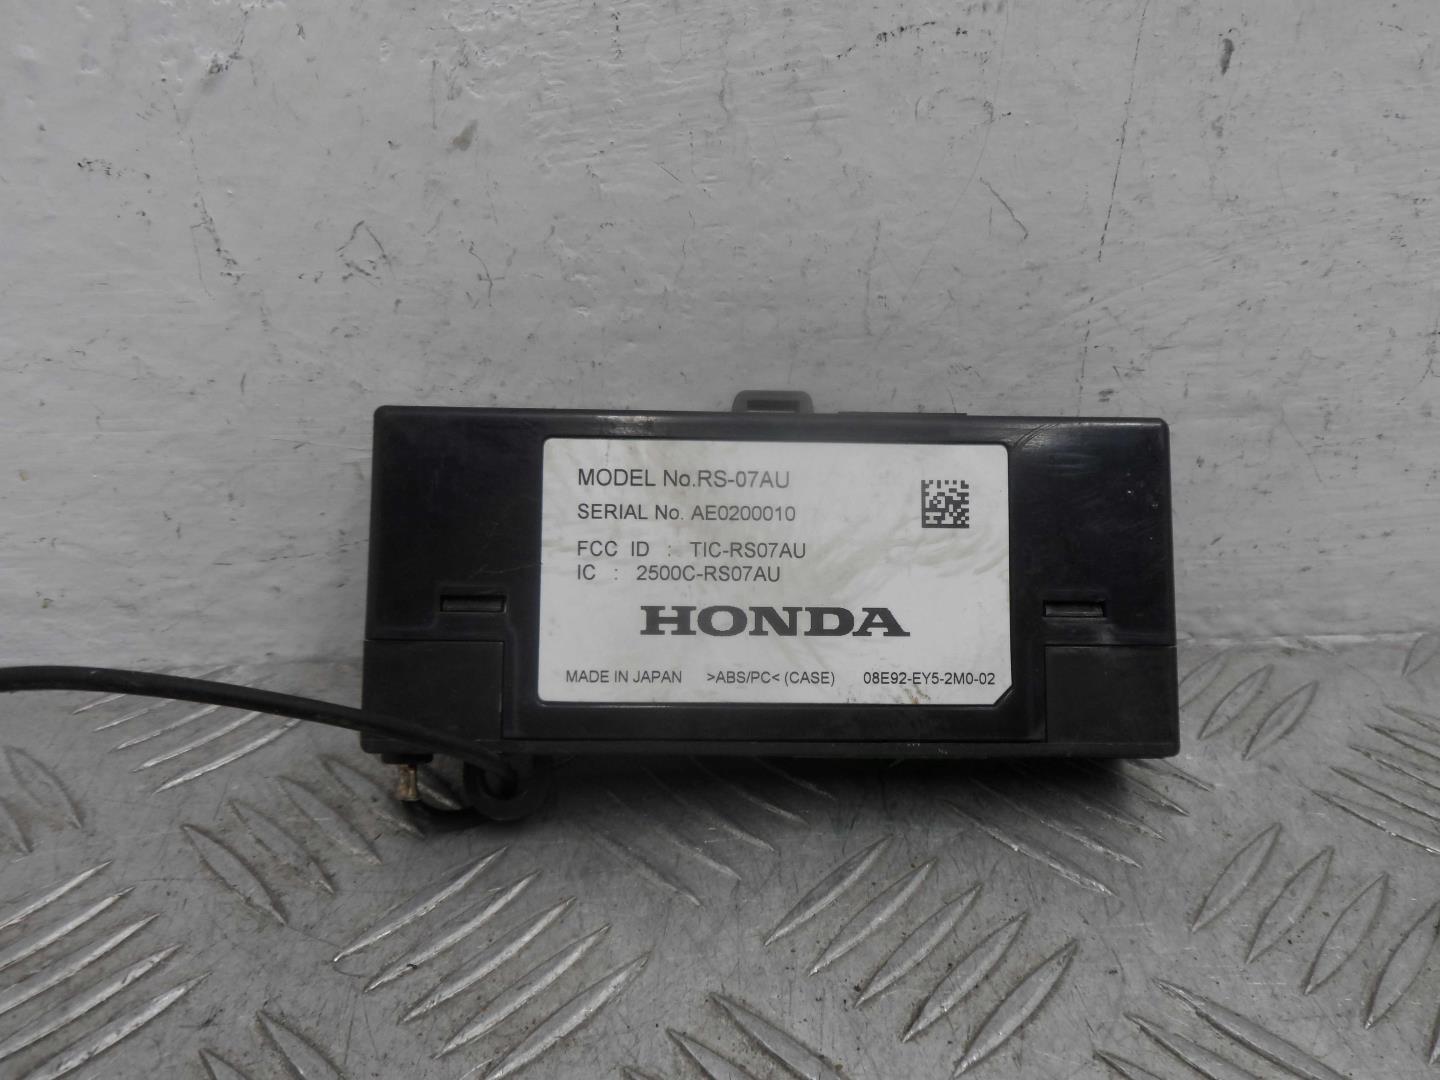 MODEL No.RS-07AU
SERIAL No. AE0200010
FCC ID : TIC-RS07AU
IC : 2500C-RS07AU
HONDA
MADE IN JAPAN >ABS/PC< (CASE) 08E92-EY5-2M0-02